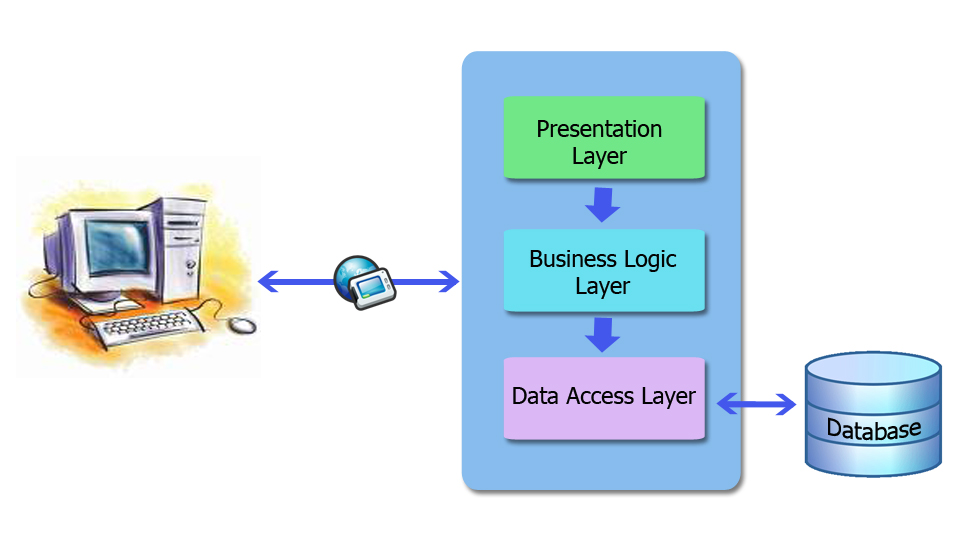 Presentation
Layer
Business Logic
Layer
Data Access Layer
Database